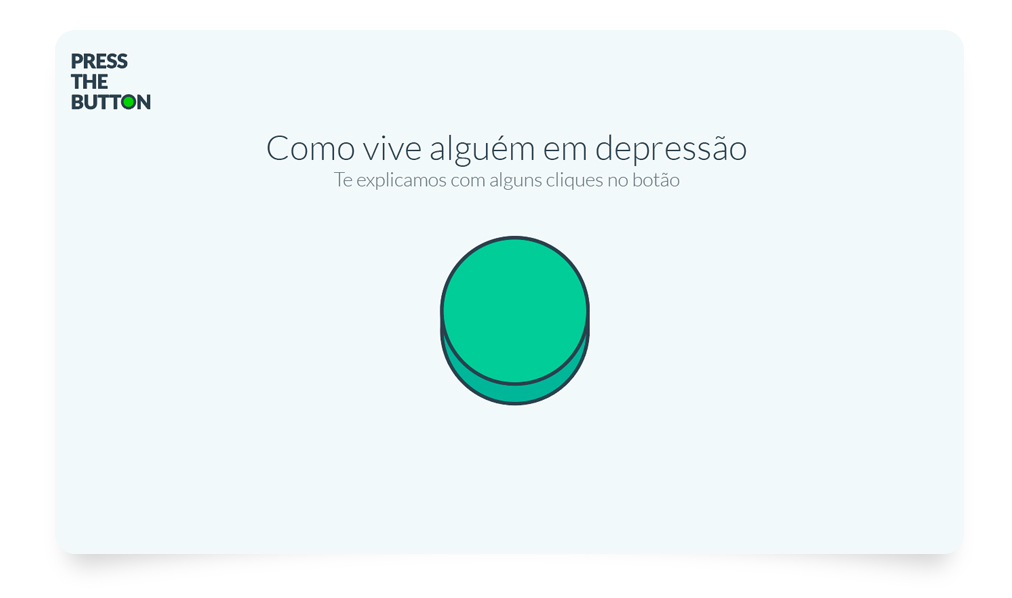 PRESS
THE
BUTTON
Como vive alguém em depressão
Te explicamos com alguns cliques no botão